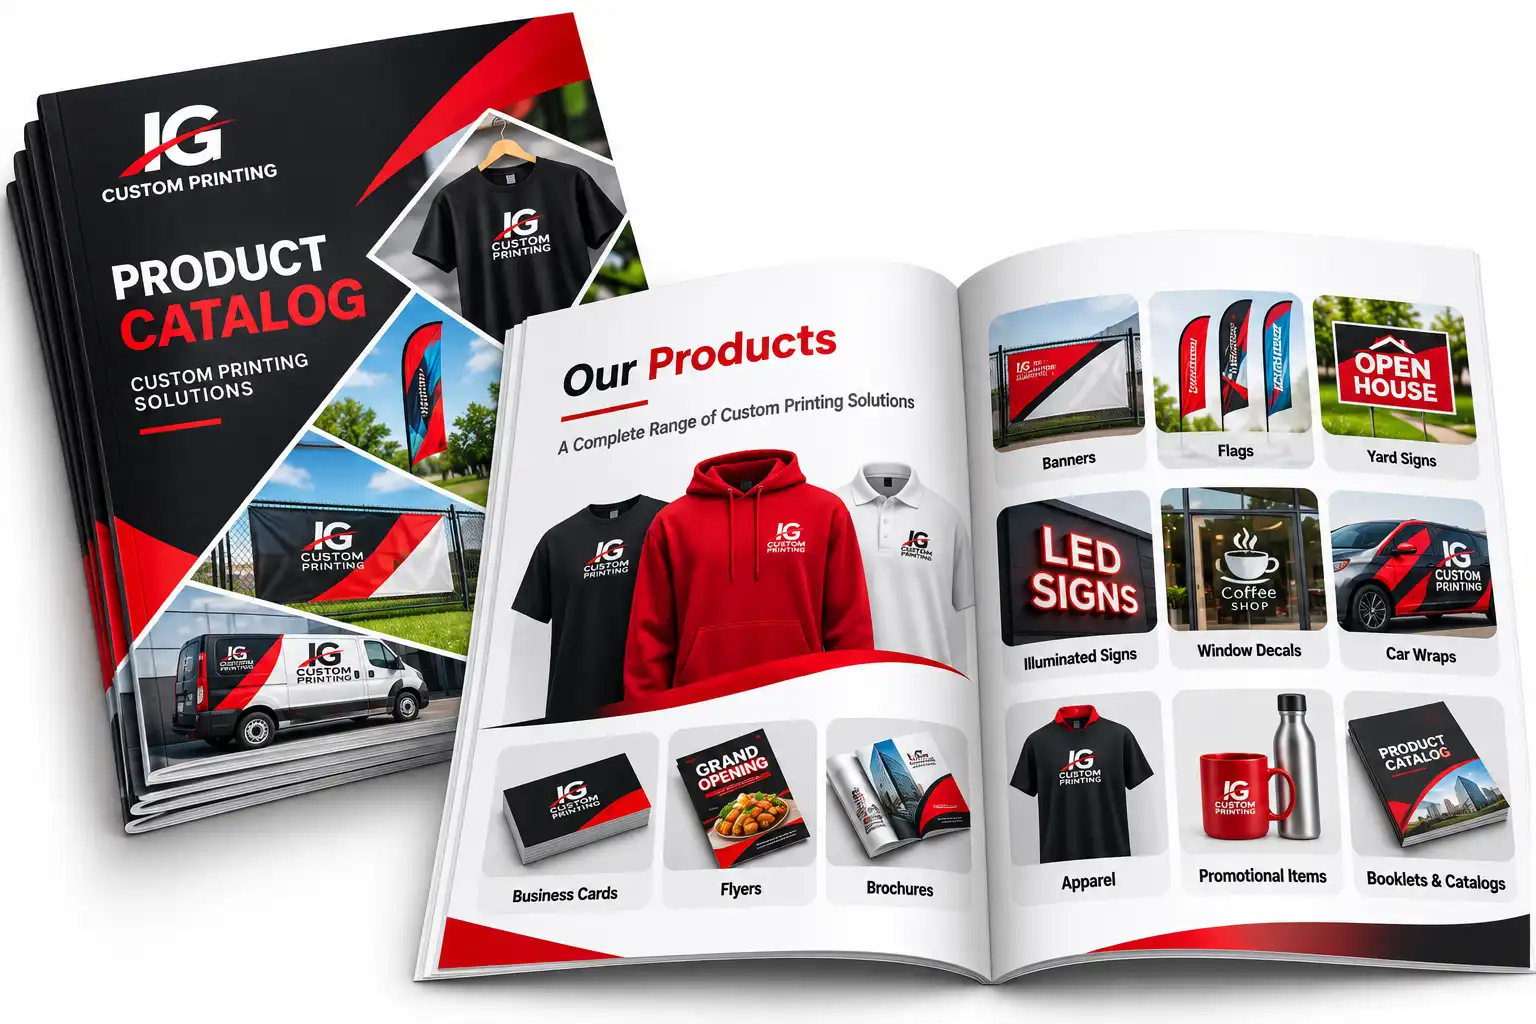 IG
CUSTOM PRINTING
PRODUCT
CATALOG
CUSTOM PRINTING
SOLUTIONS
IG
CUSTOM
PRINTING
IG
CUSTOM
PRINTING
IG
IG
CUSTOM
PRINTING
Our Products
A Complete Range of Custom Printing Solutions
IG
CUSTOM
PRINTING
IG
CUSTOM
PRINTING
IG
CUSTOM
PRINTING
IG
CUSTOM
PRINTING
Business Cards
GRAND
OPENING
Flyers
Brochures
Banners
Flags
OPEN
HOUSE
Yard Signs
LED
SIGNS
Illuminated Signs
Coffee
SHOP
Window Decals
IG
CUSTOM
PRINTING
Car Wraps
IG
CUSTOM
PRINTING
Apparel
IG
CUSTOM
PRINTING
Promotional Items
PRODUCT
CATALOG
Booklets & Catalogs